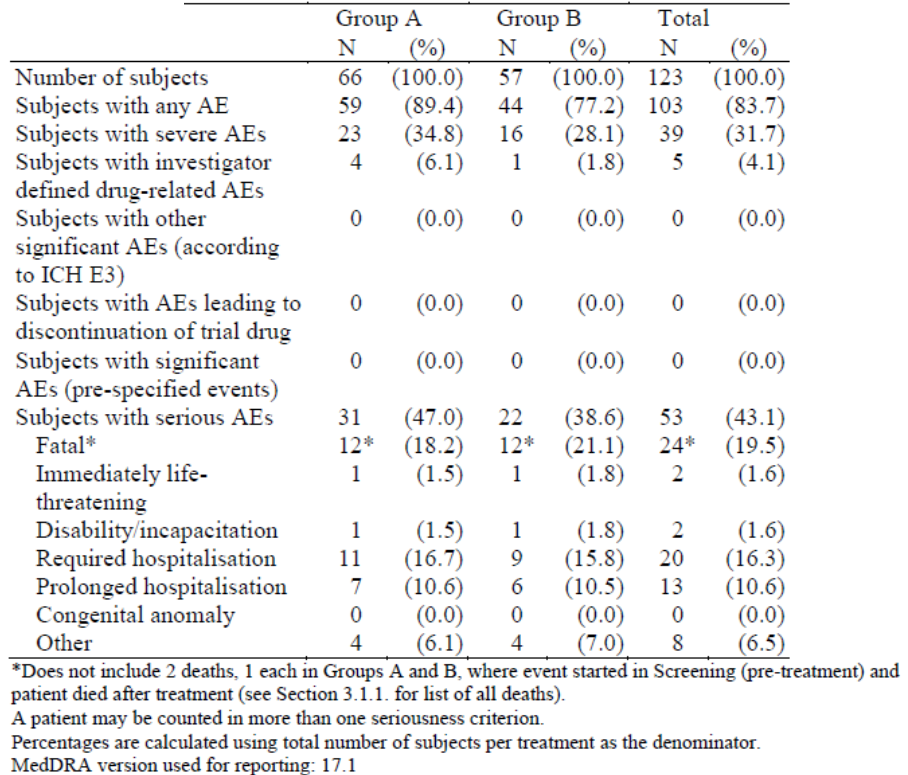 Group A Group B Total
N (%) N (%) N (%)
Number of subjects 66 (100.0) 57 (100.0) 123 (100.0)
Subjects with any AE 59 (89.4) 44 (77.2) 103 (83.7)
Subjects with severe AEs 23 (34.8) 16 (28.1) 39 (31.7)
Subjects with investigator 4 (6.1) 1 (1.8) 5 (4.1)
defined drug-related AEs
Subjects with other 0 (0.0) 0 (0.0) 0 (0.0)
significant AEs (according
to ICH E3)
Subjects with AEs leading to 0 (0.0) 0 (0.0) 0 (0.0)
discontinuation of trial drug
Subjects with significant 0 (0.0) 0 (0.0) 0 (0.0)
AEs (pre-specified events)
Subjects with serious AEs 31 (47.0) 22 (38.6) 53 (43.1)
Fatal* 12* (18.2) 12* (21.1) 24* (19.5)
Immediately life- 1 (1.5) 1 (1.8) 2 (1.6)
threatening
Disability/incapacitation 1 (1.5) 1 (1.8) 2 (1.6)
Required hospitalisation 11 (16.7) 9 (15.8) 20 (16.3)
Prolonged hospitalisation 7 (10.6) 6 (10.5) 13 (10.6)
Congenital anomaly 0 (0.0) 0 (0.0) 0 (0.0)
Other 4 (6.1) 4 (7.0) 8 (6.5)
*Does not include 2 deaths, 1 each in Groups A and B, where event started in Screening (pre-treatment) and
patient died after treatment (see Section 3.1.1. for list of all deaths).
A patient may be counted in more than one seriousness criterion.
Percentages are calculated using total number of subjects per treatment as the denominator.
MedDRA version used for reporting: 17.1